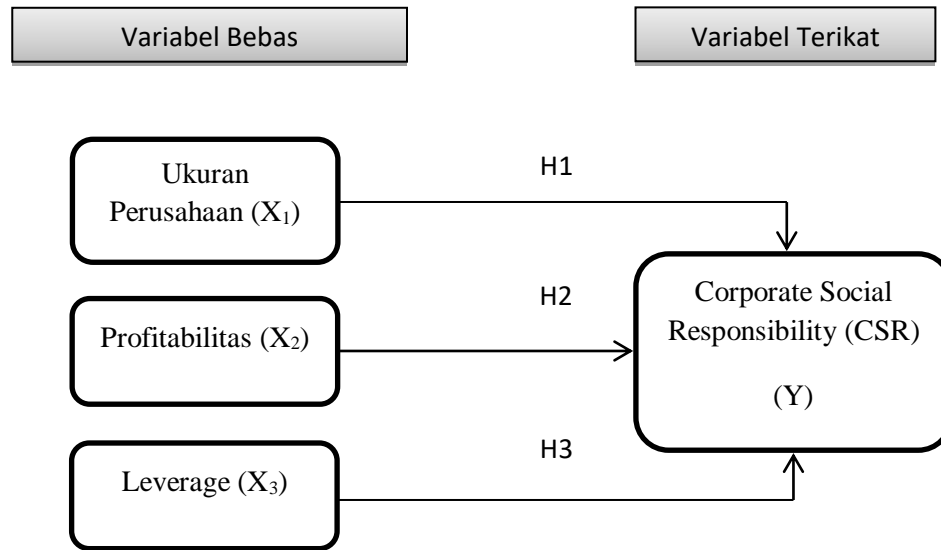 Variabel Bebas
Variabel Terikat
Ukuran
Perusahaan (X₁)
H1
Profitabilitas (X₂)
H2
Corporate Social
Responsibility (CSR)
(Y)
Leverage (X₃)
H3